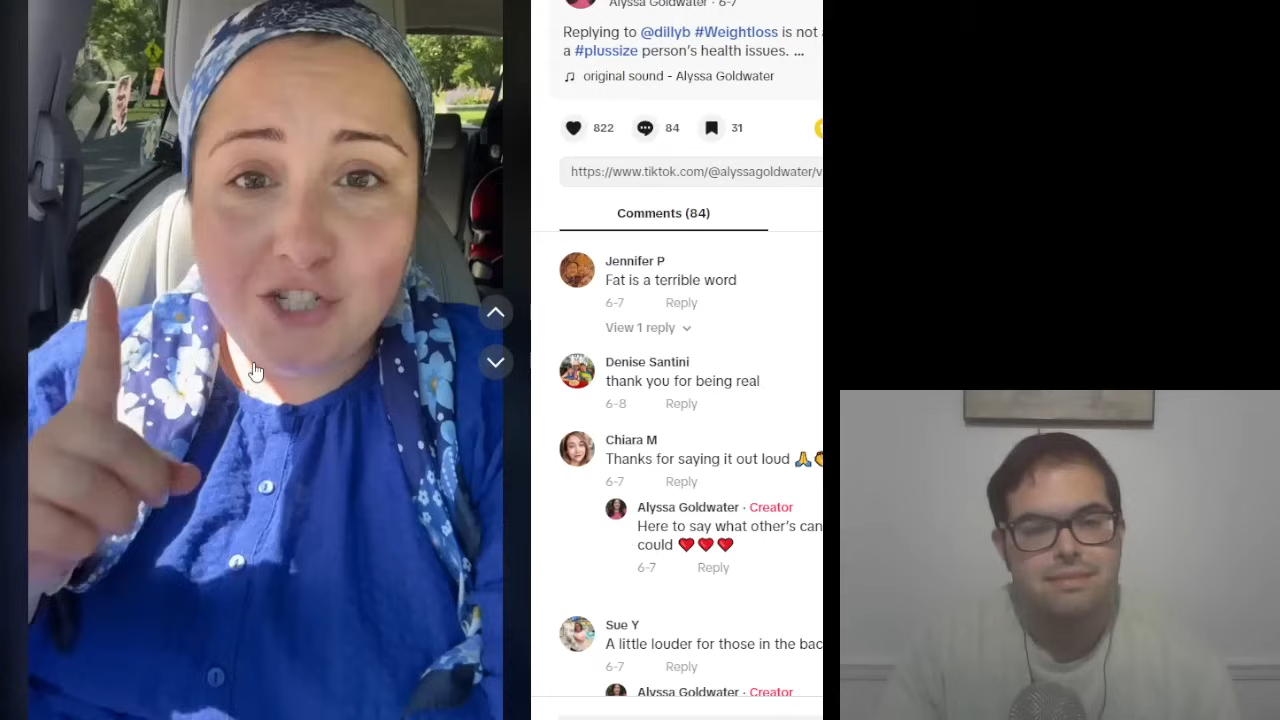 Alyssa Goldwater · 6-7
Replying to @dillyb #Weightloss is not
a #plussize person's health issues. ...
original sound - Alyssa Goldwater
822
84
31
https://www.tiktok.com/@alyssagoldwater/v
Comments (84)
Jennifer P
Fat is a terrible word
6-7 Reply
View 1 reply
Denise Santini
thank you for being real
6-8 Reply
Chiara M
Thanks for saying it out loud 🙏
6-7 Reply
Alyssa Goldwater · Creator
Here to say what other's can
could ❤️❤️❤️
6-7 Reply
Sue Y
A little louder for those in the bac
6-7 Reply
Alyssa Goldwater · Creator